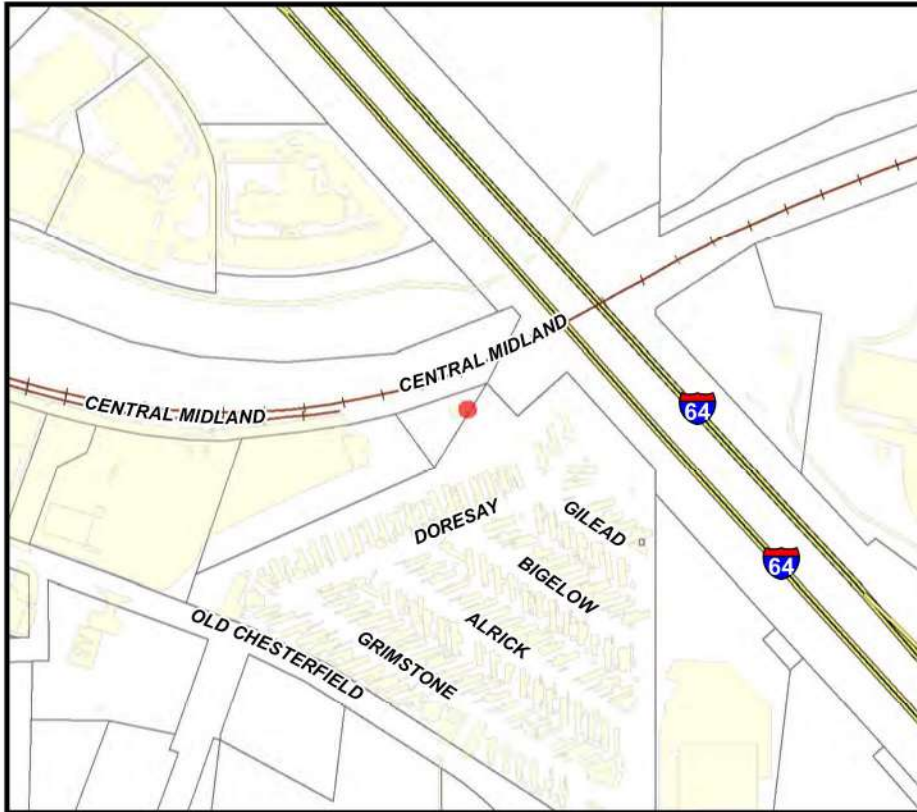 CENTRAL MIDLAND
CENTRAL MIDLAND
64
64
DORESAY
GILEAD
BIGELOW
ALRICK
GRIMSTONE
OLD CHESTERFIELD